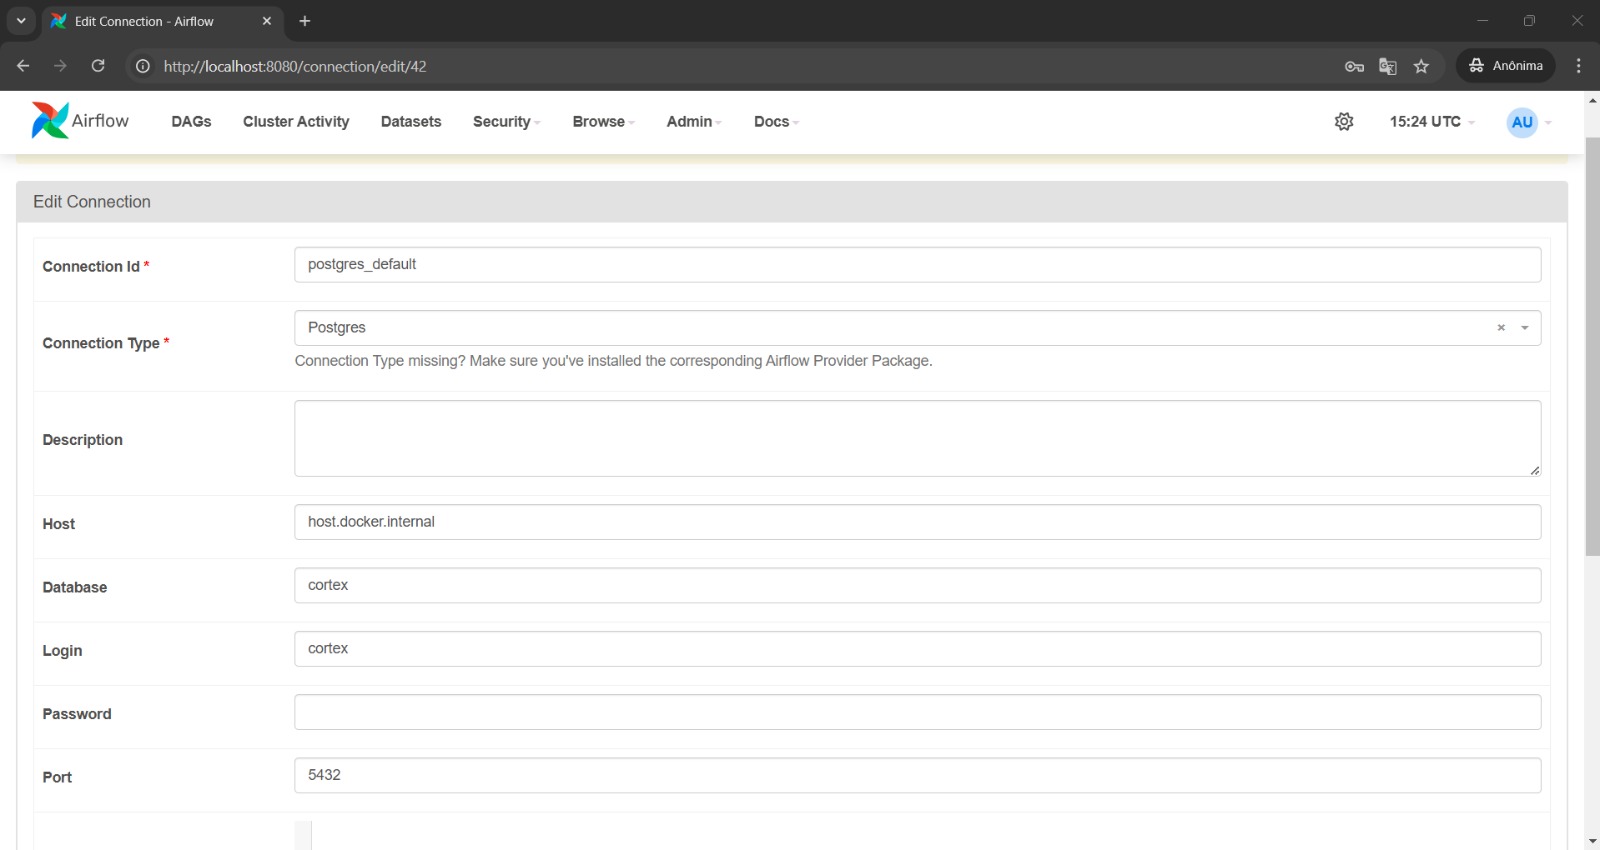 Edit Connection - Airflow
http://localhost:8080/connection/edit/42
Anônima
Airflow DAGs Cluster Activity Datasets Security Browse Admin Docs 15:24 UTC AU
Edit Connection
Connection Id * postgres_default
Connection Type * Postgres
Connection Type missing? Make sure you've installed the corresponding Airflow Provider Package.
Description
Host host.docker.internal
Database cortex
Login cortex
Password
Port 5432